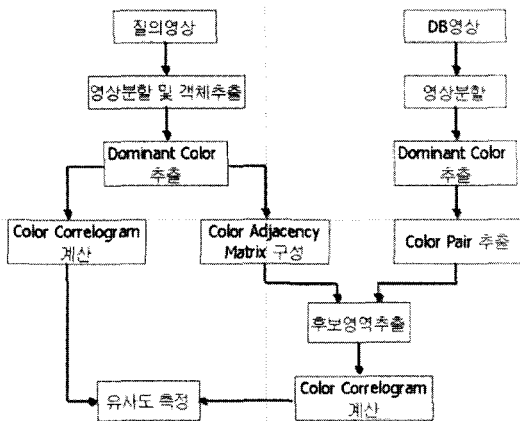 질의영상
DB영상
영상분할 및 객체추출
영상분할
Dominant Color
추출
Dominant Color
추출
Color Correlogram
계산
Color Adjacency
Matrix 구성
Color Pair 추출
후보영역추출
유사도 측정
Color Correlogram
계산